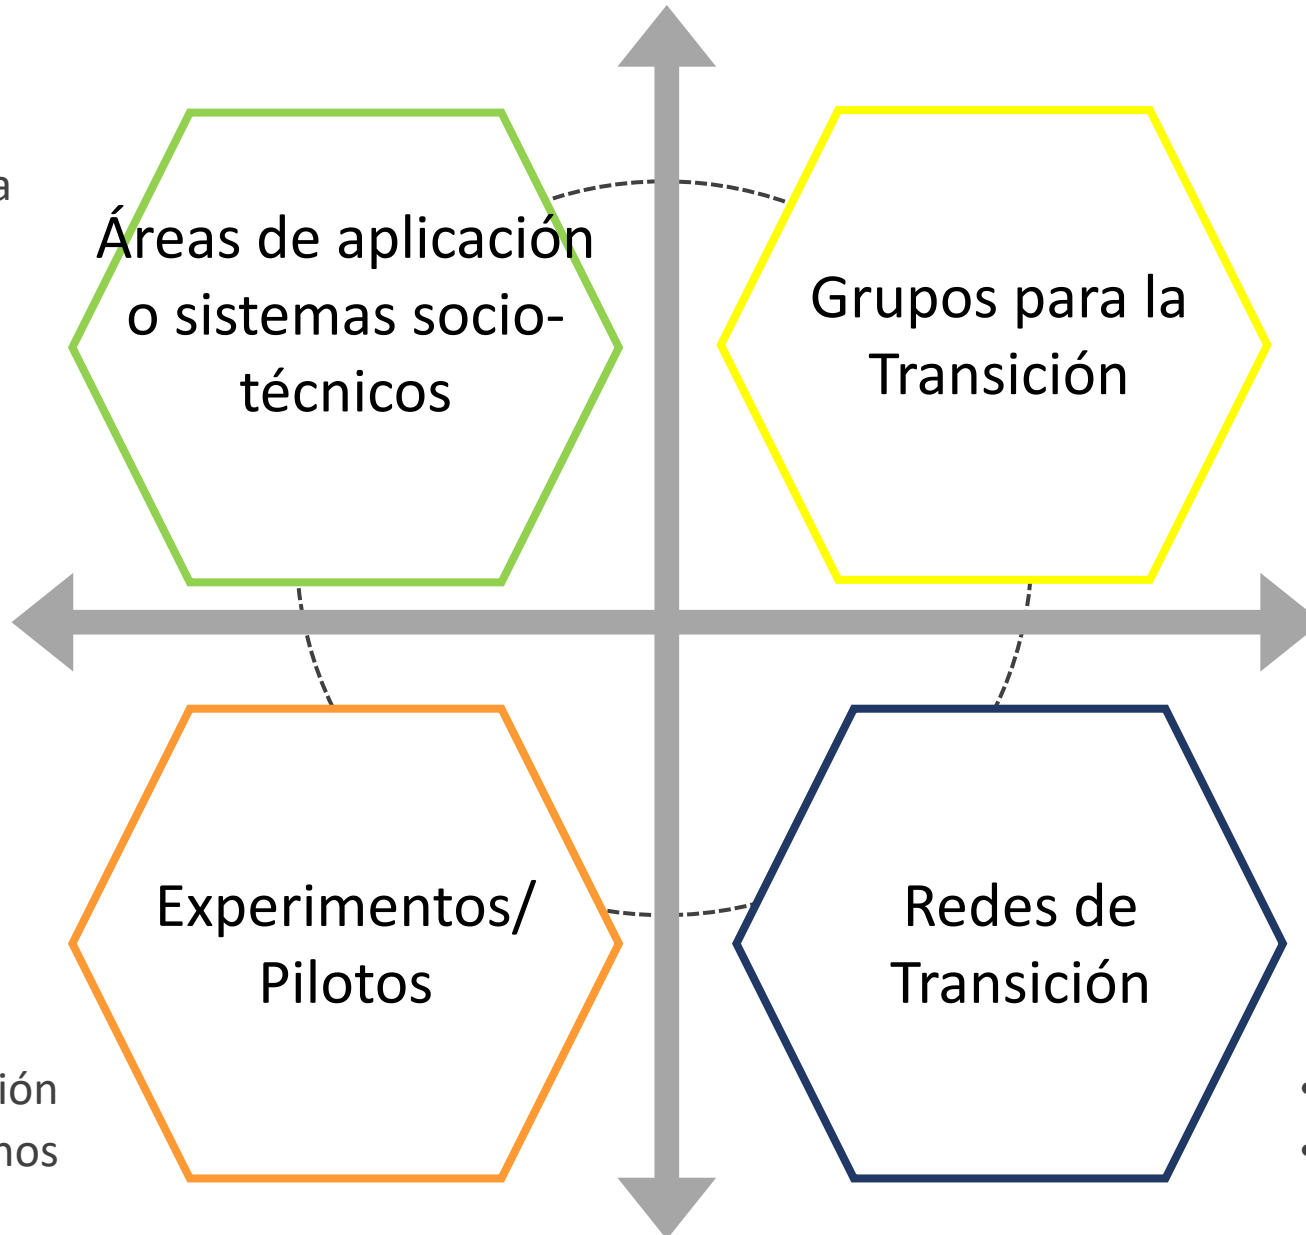 Áreas de aplicación
o sistemas socio-
técnicos
Grupos para la
Transición
Experimentos/
Pilotos
Redes de
Transición